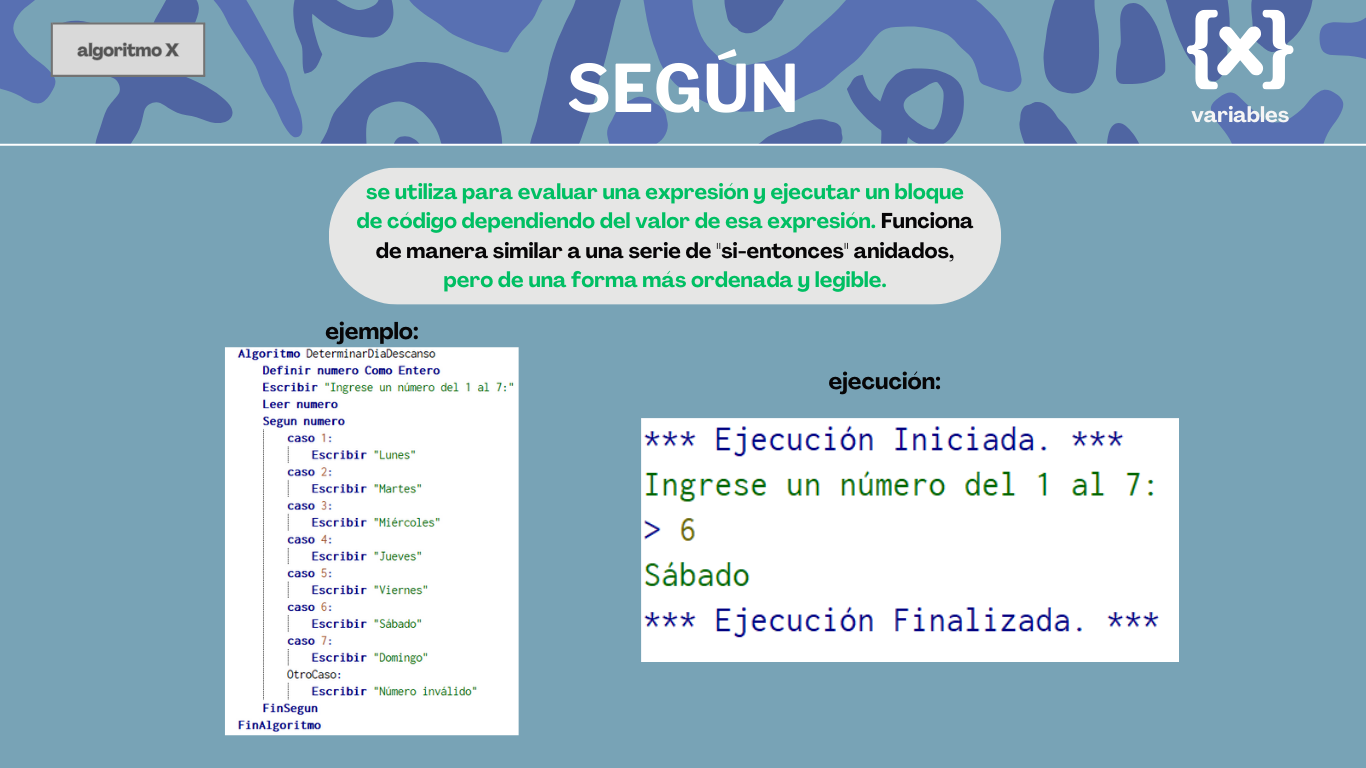 algoritmo X
SEGÚN
{x}
variables
se utiliza para evaluar una expresión y ejecutar un bloque
de código dependiendo del valor de esa expresión. Funciona
de manera similar a una serie de "si-entonces" anidados,
pero de una forma más ordenada y legible.
ejemplo:
Algoritmo DeterminarDiaDescanso
Definir numero Como Entero
Escribir "Ingrese un número del 1 al 7:"
Leer numero
Segun numero
caso 1:
Escribir "Lunes"
caso 2:
Escribir "Martes"
caso 3:
Escribir "Miércoles"
caso 4:
Escribir "Jueves"
caso 5:
Escribir "Viernes"
caso 6:
Escribir "Sábado"
caso 7:
Escribir "Domingo"
OtroCaso:
Escribir "Número inválido"
FinSegun
FinAlgoritmo
ejecución:
*** Ejecución Iniciada. ***
Ingrese un número del 1 al 7:
> 6
Sábado
*** Ejecución Finalizada. ***